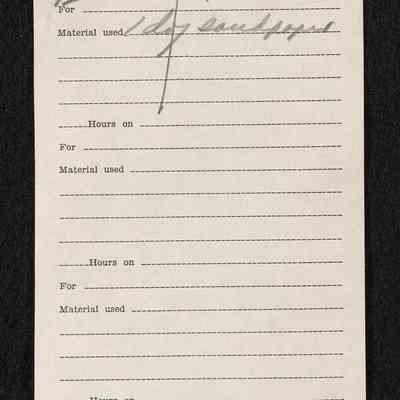 For
Material used 1 doz sandpaper
Hours on
For
Material used
Hours on
For
Material used
Hours on